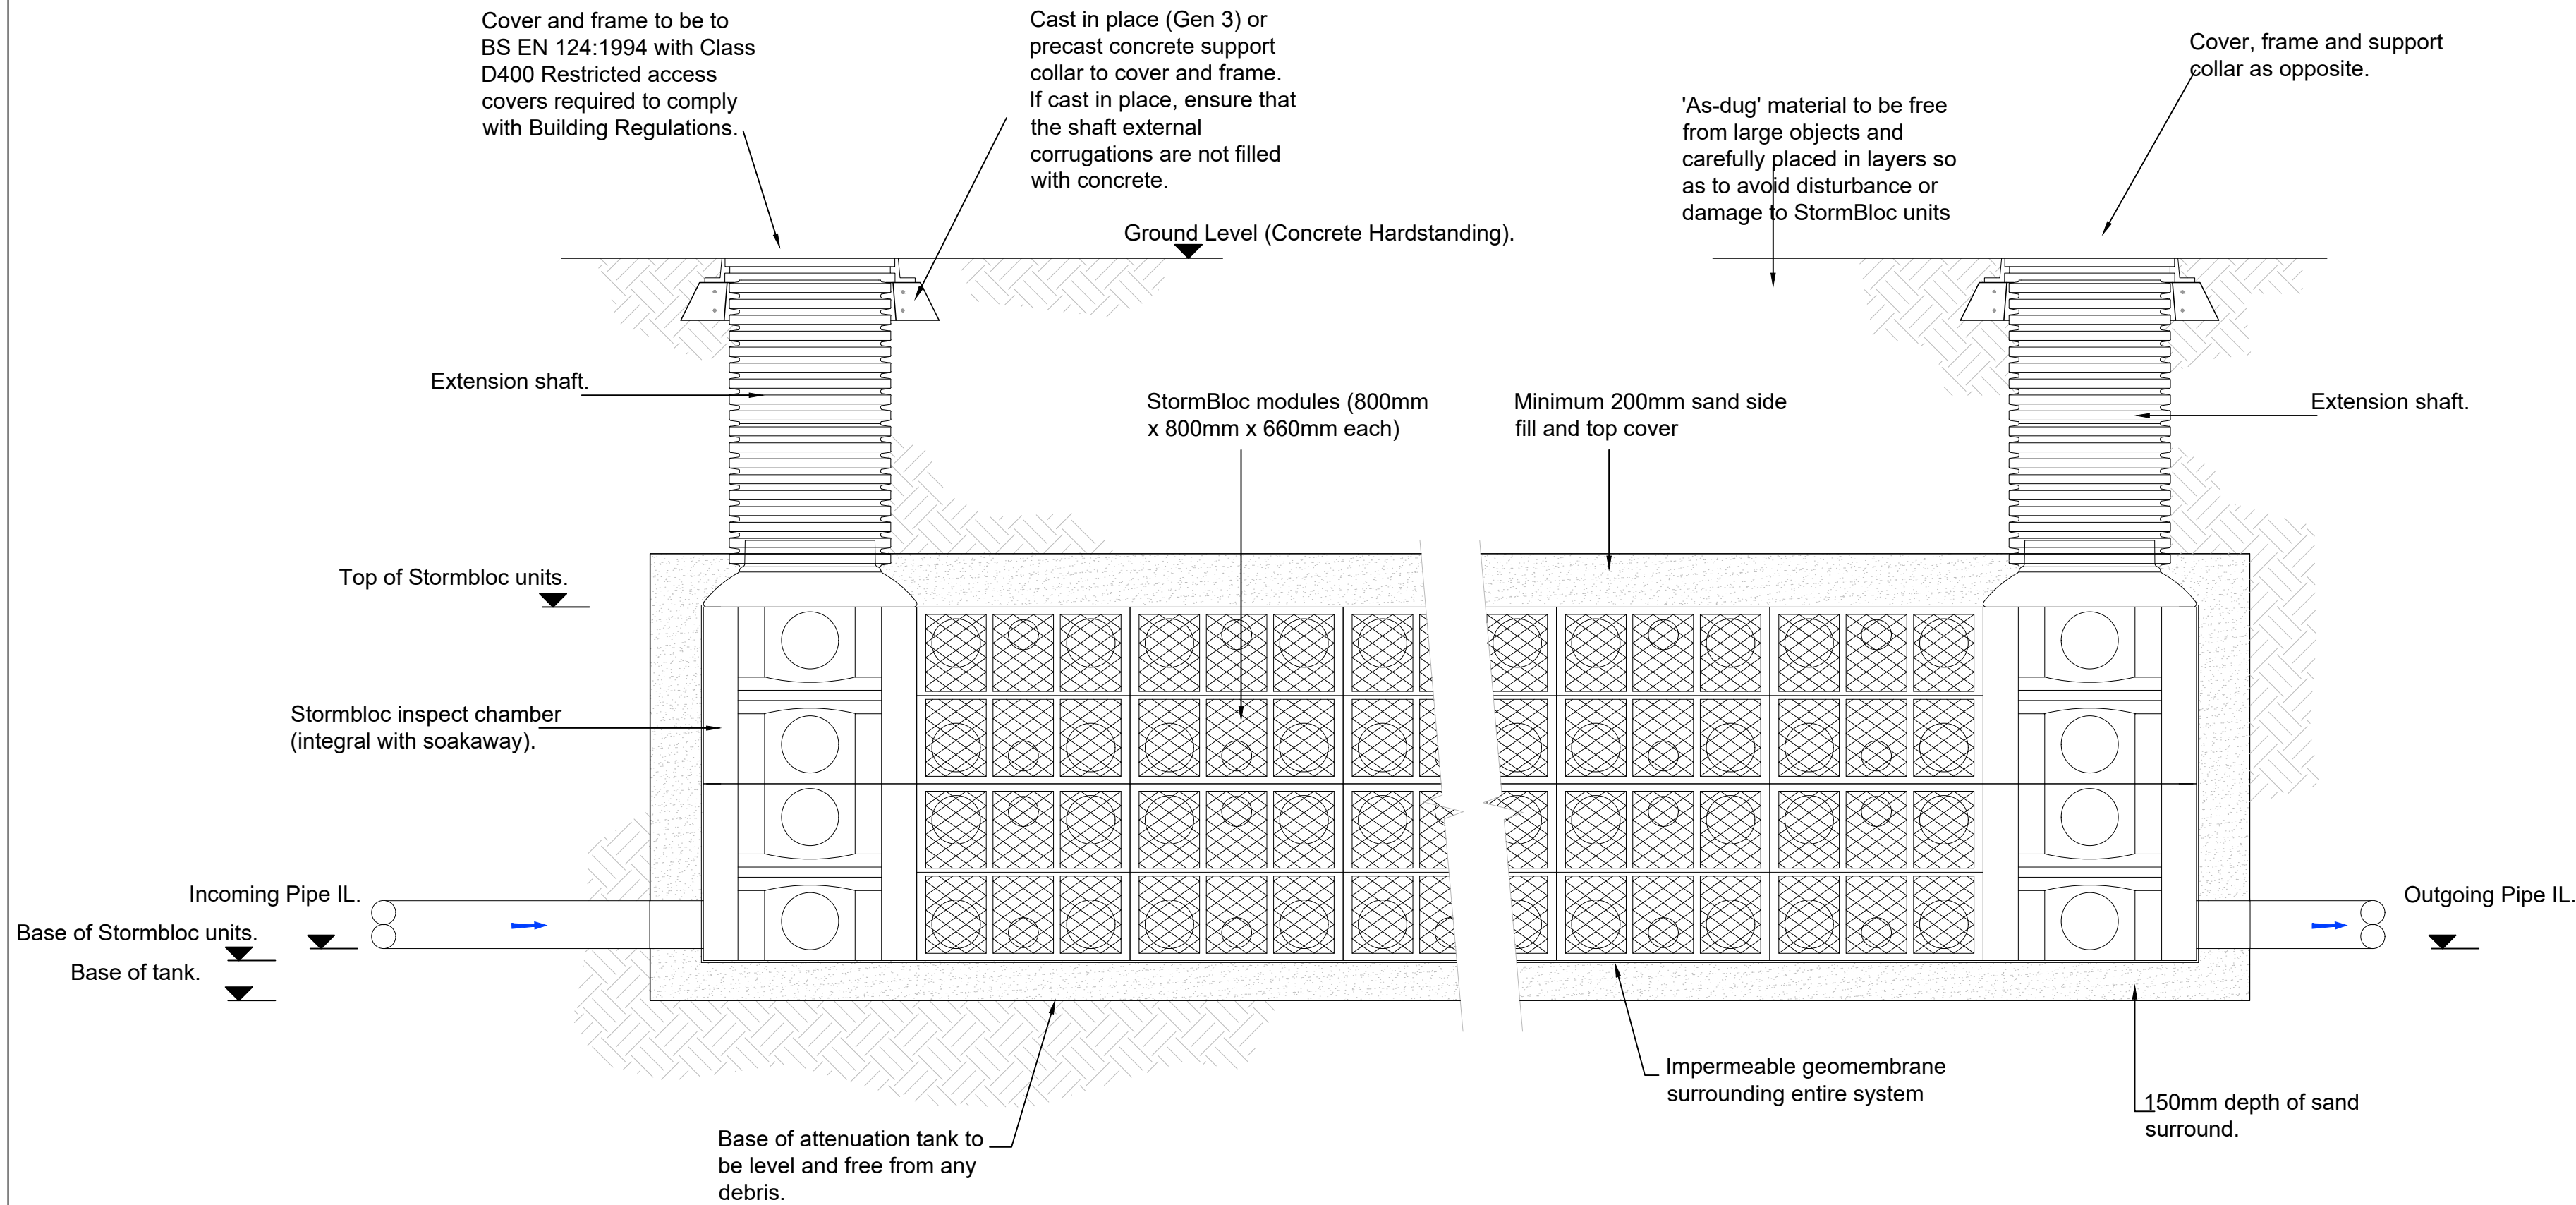 Cover and frame to be to
BS EN 124:1994 with Class
D400 Restricted access
covers required to comply
with Building Regulations.
Cast in place (Gen 3) or
precast concrete support
collar to cover and frame.
If cast in place, ensure that
the shaft external
corrugations are not filled
with concrete.
Cover, frame and support
collar as opposite.
'As-dug' material to be free
from large objects and
carefully placed in layers so
as to avoid disturbance or
damage to StormBloc units
Ground Level (Concrete Hardstanding).
Extension shaft.
StormBloc modules (800mm
x 800mm x 660mm each)
Minimum 200mm sand side
fill and top cover
Extension shaft.
Top of Stormbloc units.
Stormbloc inspect chamber
(integral with soakaway).
Incoming Pipe IL.
Outgoing Pipe IL.
Base of Stormbloc units.
Base of tank.
Impermeable geomembrane
surrounding entire system
150mm depth of sand
surround.
Base of attenuation tank to
be level and free from any
debris.